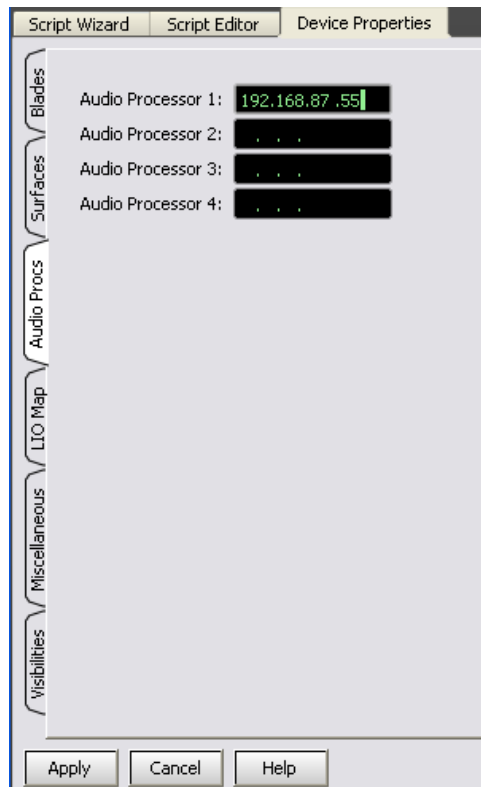 Script Wizard
Script Editor
Device Properties
Blades
Surfaces
Audio Procs
LIO Map
Miscellaneous
Visibilities
Audio Processor 1: 192.168.87 .55
Audio Processor 2: . . .
Audio Processor 3: . . .
Audio Processor 4: . . .
Apply
Cancel
Help